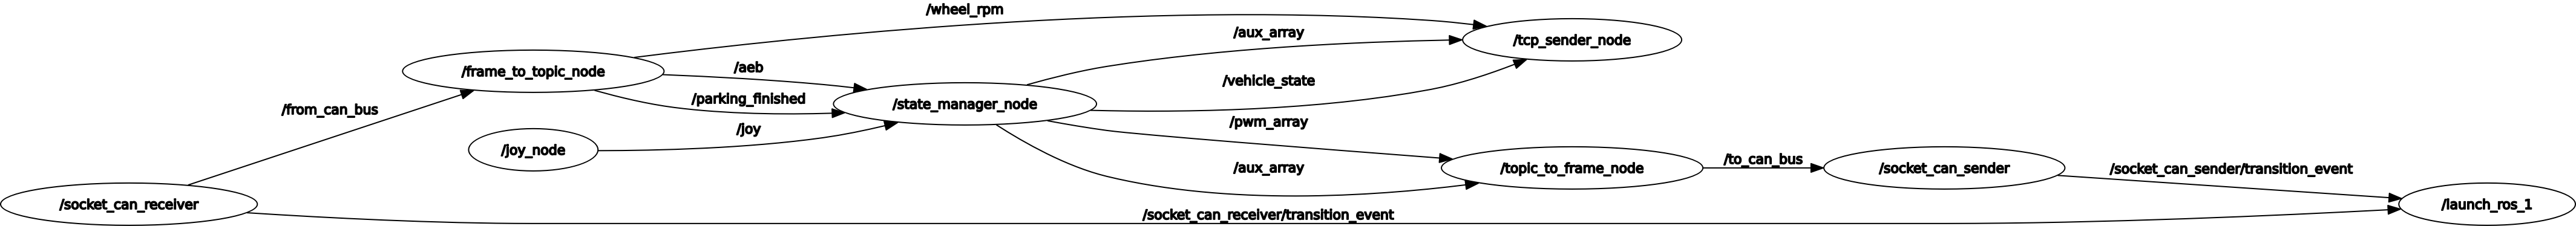 /wheel_rpm
/aux_array
/tcp_sender_node
/frame_to_topic_node
/aeb
/vehicle_state
/parking_finished
/state_manager_node
/from_can_bus
/joy
/pwm_array
/joy_node
/to_can_bus
/aux_array
/topic_to_frame_node
/socket_can_sender
/socket_can_sender/transition_event
/socket_can_receiver
/socket_can_receiver/transition_event
/launch_ros_1